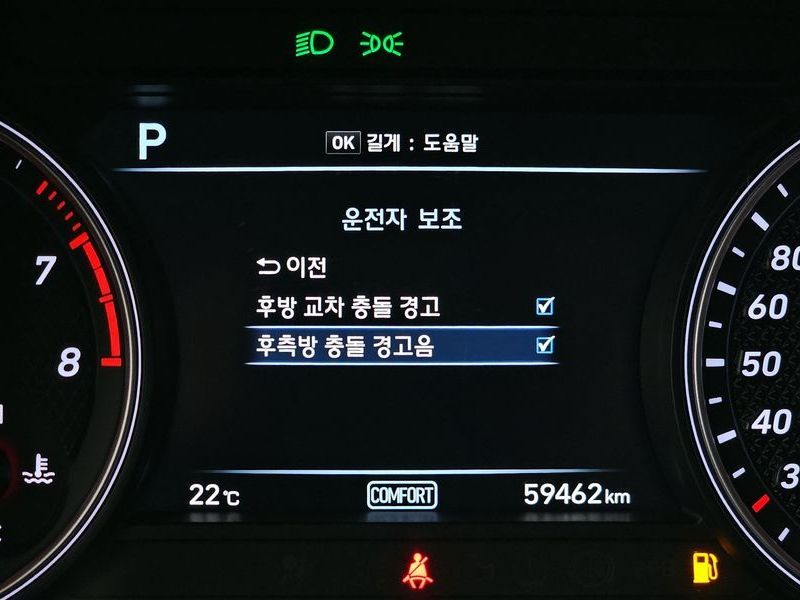 P
OK 길게 : 도움말
운전자 보조
이전
후방 교차 충돌 경고
후측방 충돌 경고음
7
8
80
60
50
40
3
22°C
COMFORT
59462km